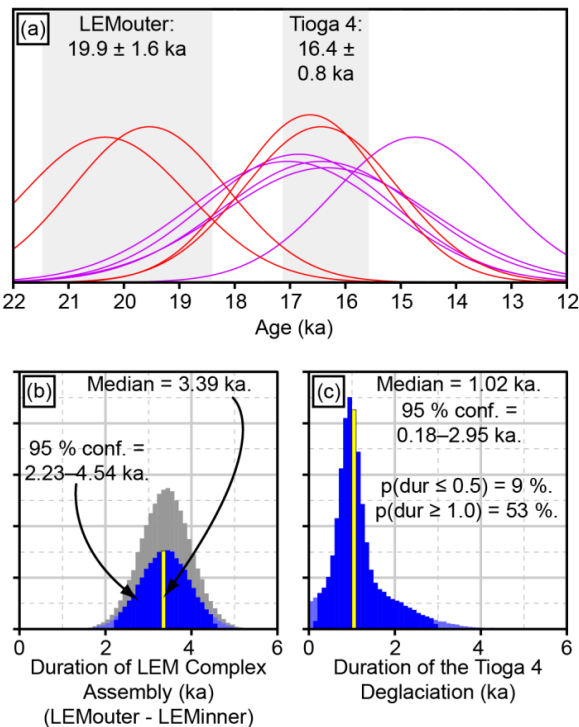 (a)
LEMouter:
19.9 ± 1.6 ka
Tioga 4:
16.4 ±
0.8 ka
22 21 20 19 18 17 16 15 14 13 12
Age (ka)
(b)
Median = 3.39 ka.
95 % conf. =
2.23–4.54 ka.
0 2 4 6
Duration of LEM Complex
Assembly (ka)
(LEMouter - LEMinner)
(c)
Median = 1.02 ka.
95 % conf. =
0.18–2.95 ka.
p(dur ≤ 0.5) = 9 %.
p(dur ≥ 1.0) = 53 %.
0 2 4 6
Duration of the Tioga 4
Deglaciation (ka)